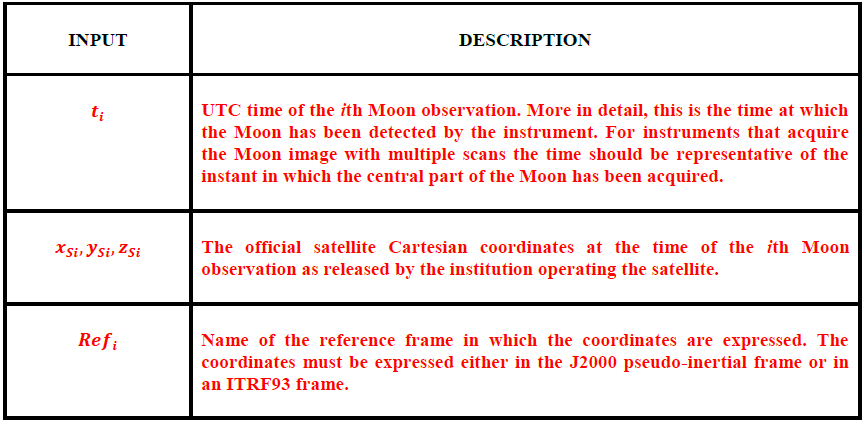 INPUT
DESCRIPTION
t_i
UTC time of the ith Moon observation. More in detail, this is the time at which
the Moon has been detected by the instrument. For instruments that acquire
the Moon image with multiple scans the time should be representative of the
instant in which the central part of the Moon has been acquired.
x_{Si}, y_{Si}, z_{Si}
The official satellite Cartesian coordinates at the time of the ith Moon
observation as released by the institution operating the satellite.
Ref_i
Name of the reference frame in which the coordinates are expressed. The
coordinates must be expressed either in the J2000 pseudo-inertial frame or in
an ITRF93 frame.